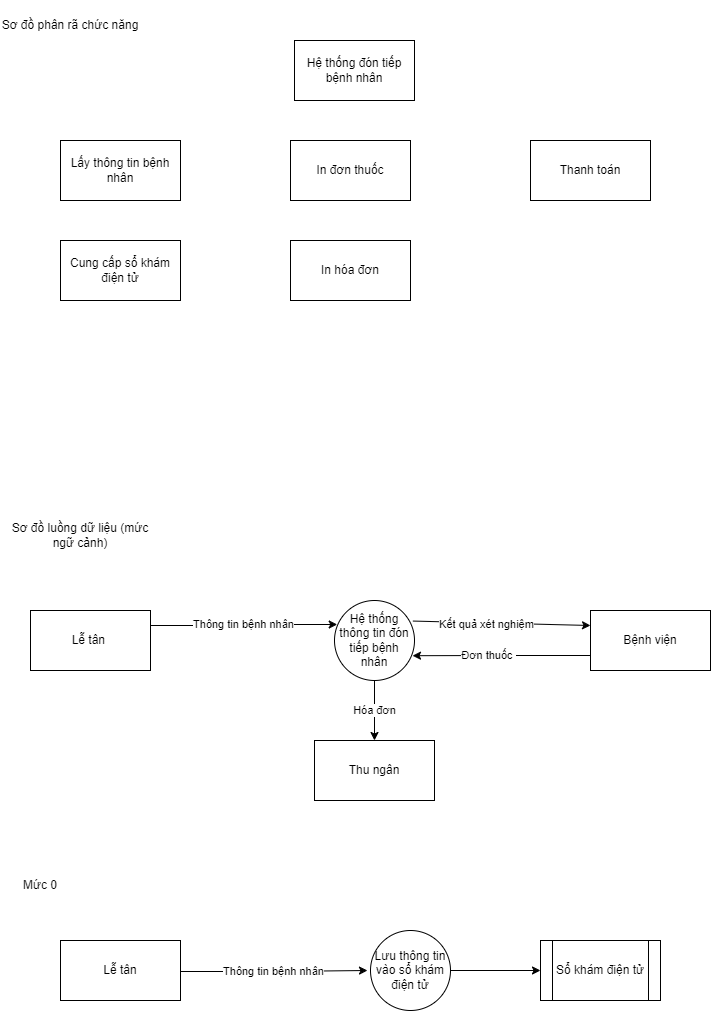 Sơ đồ phân rã chức năng
Hệ thống đón tiếp
bệnh nhân
Lấy thông tin bệnh
nhân
In đơn thuốc
Thanh toán
Cung cấp sổ khám
điện tử
In hóa đơn
Sơ đồ luồng dữ liệu (mức
ngữ cảnh)
Lễ tân
Thông tin bệnh nhân
Hệ thống
thông tin đón
tiếp bệnh
nhân
Kết quả xét nghiệm
Đơn thuốc
Bệnh viện
Hóa đơn
Thu ngân
Mức 0
Lễ tân
Thông tin bệnh nhân
Lưu thông tin
vào sổ khám
điện tử
Sổ khám điện tử